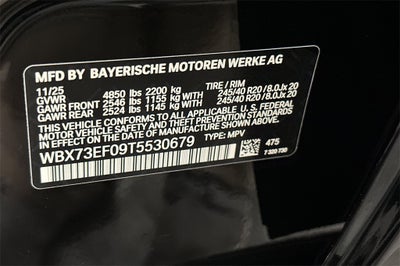 MFD BY BAYERISCHE MOTOREN WERKE AG
11/25 TIRE / RIM
GVWR 4850 lbs 2200 kg
GAWR FRONT 2546 lbs 1155 kg 245/40 R20 / 8.0Jx 20
GAWR REAR 2524 lbs 1145 kg 245/40 R20 / 8.0Jx 20
THIS VEHICLE CONFORMS TO ALL APPLICABLE U.S. FEDERAL
MOTOR VEHICLE SAFETY AND THEFT PREVENTION STANDARDS
IN EFFECT ON THE DATE OF MANUFACTURE SHOWN ABOVE.
WBX73EF09T5530679 TYPE: MPV
475
7 320 730